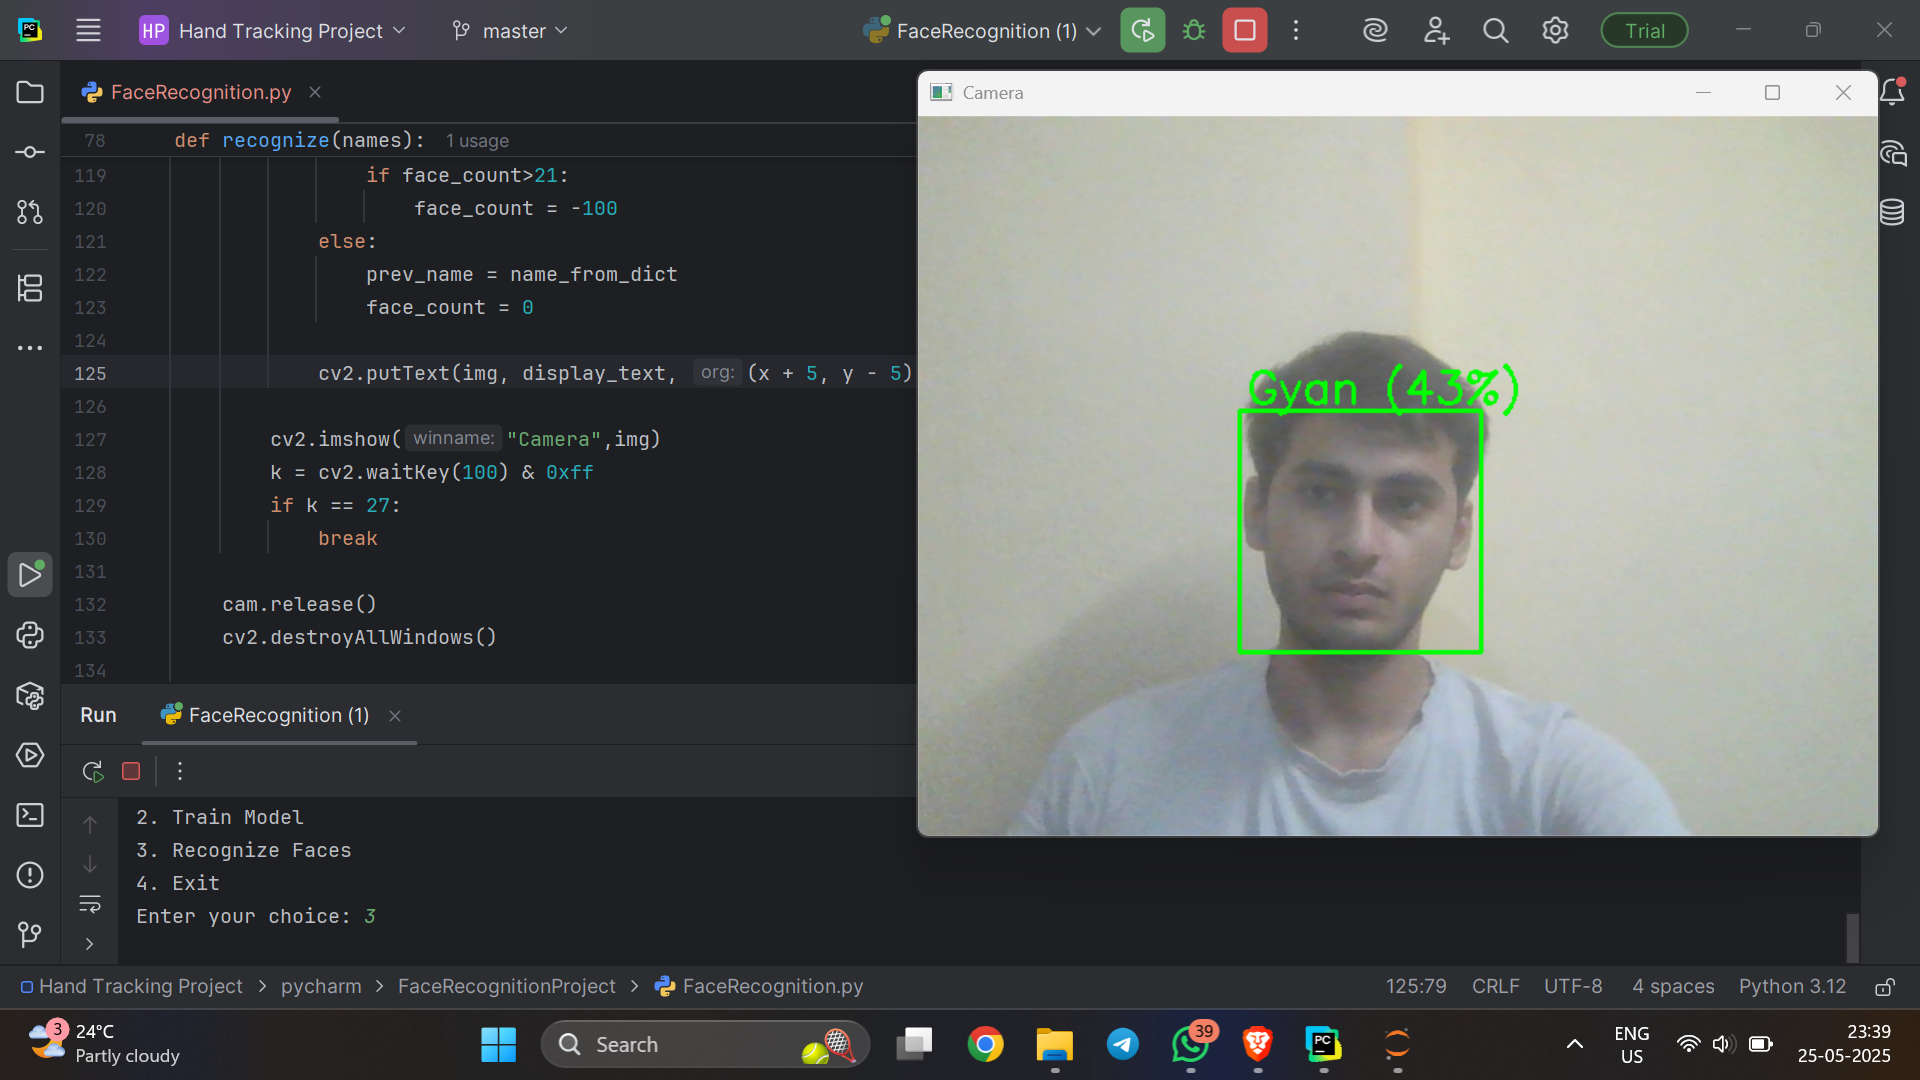 PC
HP Hand Tracking Project
master
FaceRecognition (1)
Trial
FaceRecognition.py
Camera
78 def recognize(names): 1 usage
119 if face_count>21:
120 face_count = -100
121 else:
122 prev_name = name_from_dict
123 face_count = 0
124
125 cv2.putText(img, display_text, org: (x + 5, y - 5)
126
127 cv2.imshow( winname: "Camera",img)
128 k = cv2.waitKey(100) & 0xff
129 if k == 27:
130 break
131
132 cam.release()
133 cv2.destroyAllWindows()
134
Gyan (43%)
Run FaceRecognition (1)
2. Train Model
3. Recognize Faces
4. Exit
Enter your choice: 3
Hand Tracking Project > pycharm > FaceRecognitionProject > FaceRecognition.py
125:79 CRLF UTF-8 4 spaces Python 3.12
3
24°C
Partly cloudy
Search
39
PC
ENG
US
23:39
25-05-2025